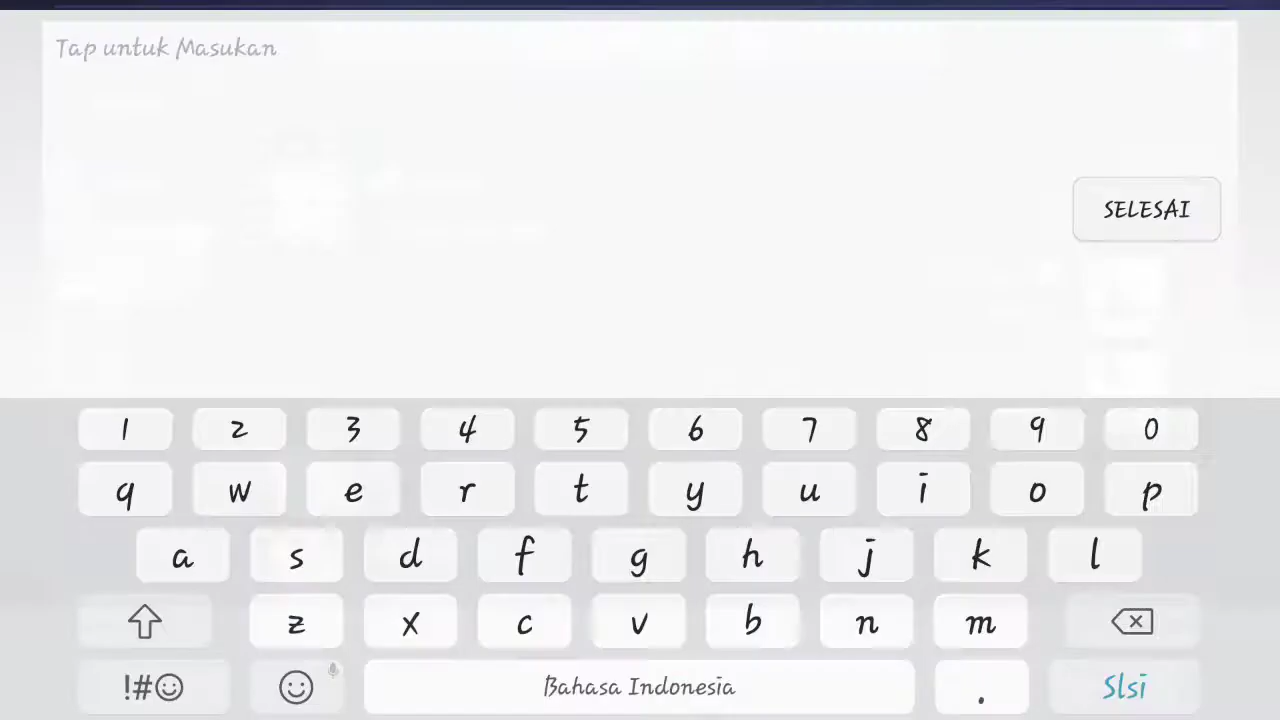 Tap untuk Masukan
SELESAI
1 2 3 4 5 6 7 8 9 0
q w e r t y u i o p
a s d f g h j k l
z x c v b n m
!#☺ Bahasa Indonesia . Slsi